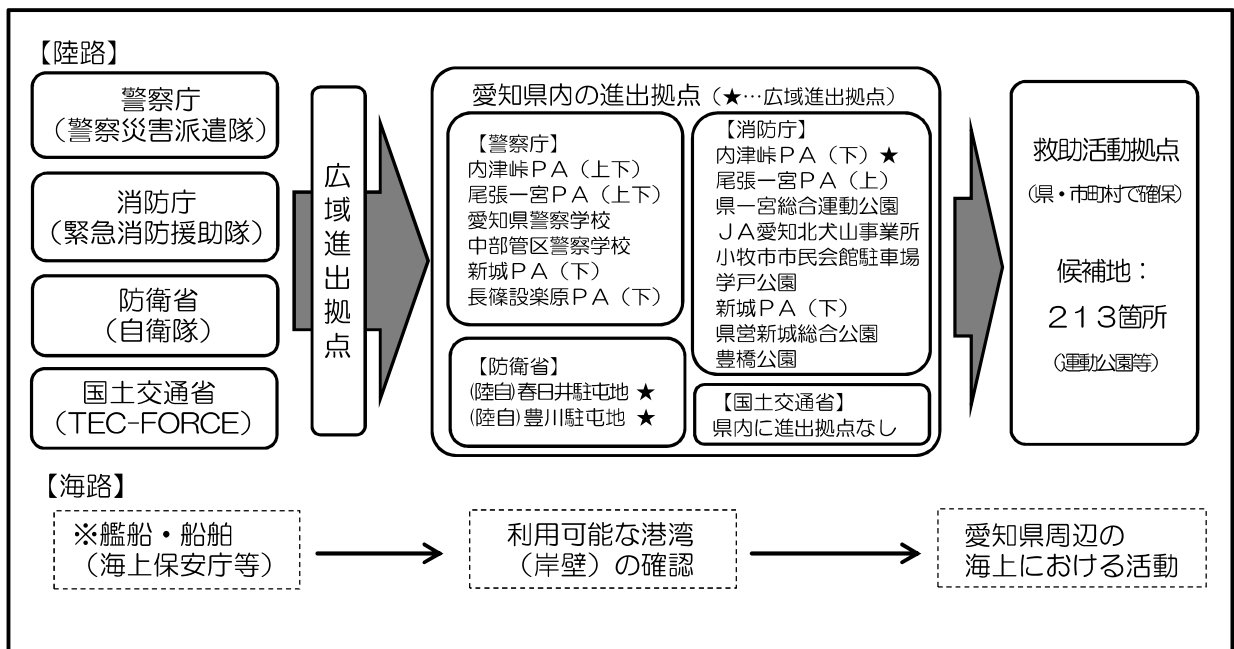 【陸路】
警察庁
（警察災害派遣隊）
消防庁
（緊急消防援助隊）
防衛省
（自衛隊）
国土交通省
（TEC-FORCE）
広域進出拠点
愛知県内の進出拠点（★…広域進出拠点）
【警察庁】
内津峠ＰＡ（上下）
尾張一宮ＰＡ（上下）
愛知県警察学校
中部管区警察学校
新城ＰＡ（下）
長篠設楽原ＰＡ（下）
【防衛省】
(陸自)春日井駐屯地 ★
(陸自)豊川駐屯地 ★
【消防庁】
内津峠ＰＡ（下）★
尾張一宮ＰＡ（上）
県一宮総合運動公園
ＪＡ愛知北犬山事業所
小牧市市民会館駐車場
学戸公園
新城ＰＡ（下）
県営新城総合公園
豊橋公園
【国土交通省】
県内に進出拠点なし
救助活動拠点
（県・市町村で確保）
候補地：
２１３箇所
（運動公園等）
【海路】
※艦船・船舶
（海上保安庁等）
利用可能な港湾
（岸壁）の確認
愛知県周辺の
海上における活動